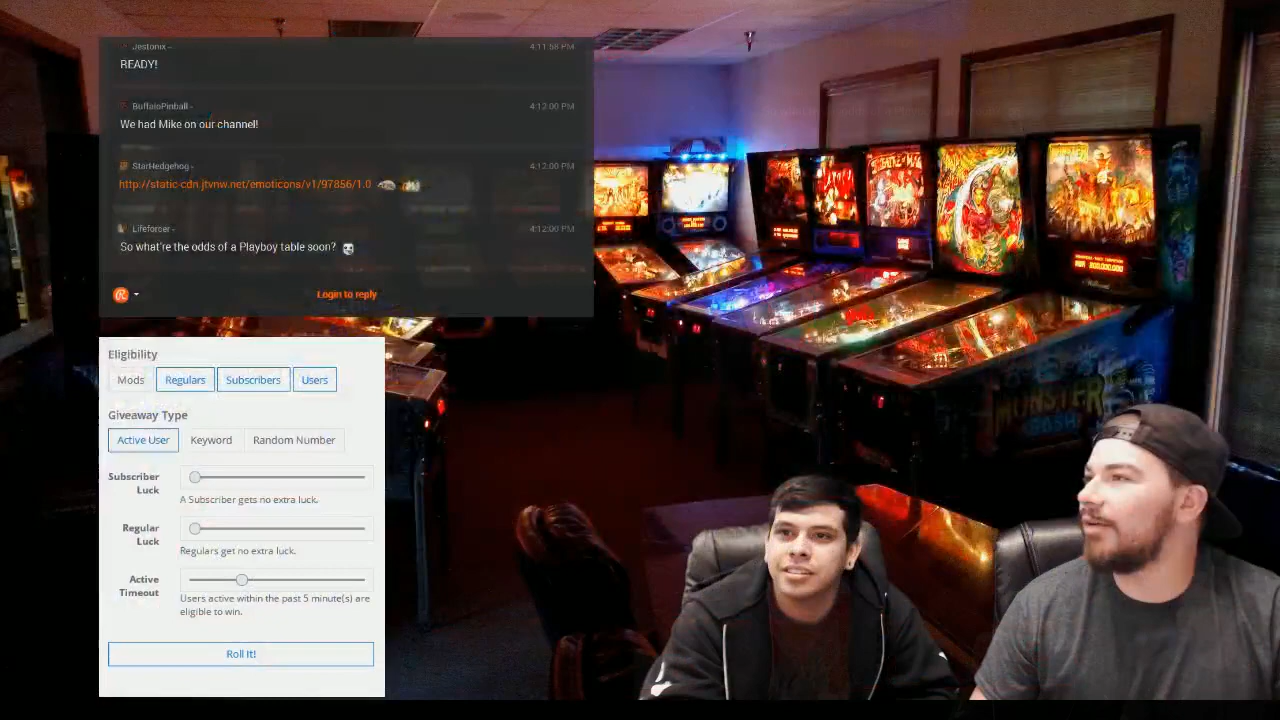 Jestonix - 4:11:58 PM
READY!
BuffaloPinball - 4:12:00 PM
We had Mike on our channel!
StarHedgehog - 4:12:00 PM
http://static-cdn.jtvnw.net/emoticons/v1/97856/1.0
Lifeforcer - 4:12:00 PM
So what're the odds of a Playboy table soon?
Login to reply
Eligibility
Mods Regulars Subscribers Users
Giveaway Type
Active User Keyword Random Number
Subscriber
Luck
A Subscriber gets no extra luck.
Regular
Luck
Regulars get no extra luck.
Active
Timeout
Users active within the past 5 minute(s) are
eligible to win.
Roll It!
MONSTER
BASH